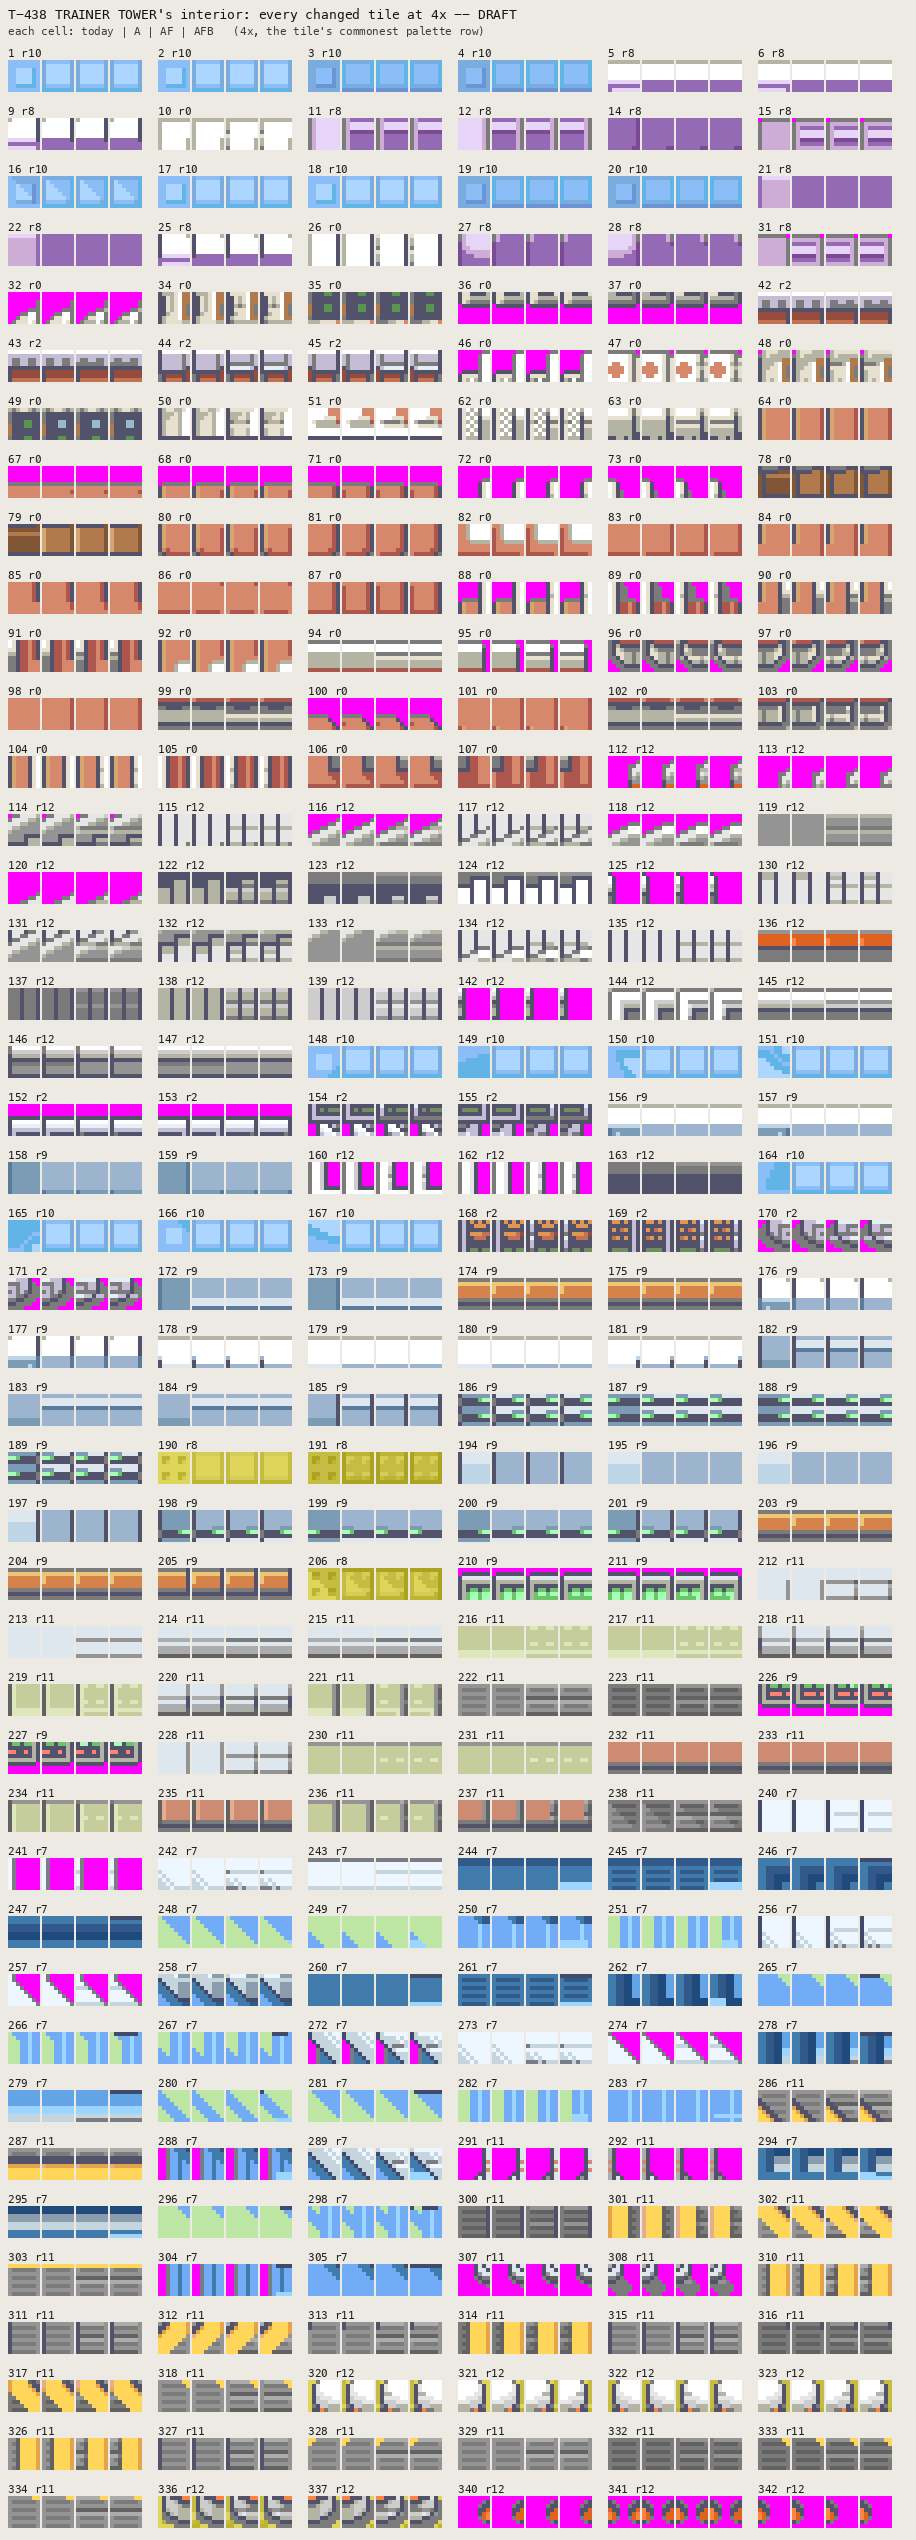 T-438 TRAINER TOWER's interior: every changed tile at 4x -- DRAFT
each cell: today | A | AF | AFB (4x, the tile's commonest palette row)
1 r10 2 r10 3 r10 4 r10 5 r8 6 r8
9 r8 10 r0 11 r8 12 r8 14 r8 15 r8
16 r10 17 r10 18 r10 19 r10 20 r10 21 r8
22 r8 25 r8 26 r0 27 r8 28 r8 31 r8
32 r0 34 r0 35 r0 36 r0 37 r0 42 r2
43 r2 44 r2 45 r2 46 r0 47 r0 48 r0
49 r0 50 r0 51 r0 62 r0 63 r0 64 r0
67 r0 68 r0 71 r0 72 r0 73 r0 78 r0
79 r0 80 r0 81 r0 82 r0 83 r0 84 r0
85 r0 86 r0 87 r0 88 r0 89 r0 90 r0
91 r0 92 r0 94 r0 95 r0 96 r0 97 r0
98 r0 99 r0 100 r0 101 r0 102 r0 103 r0
104 r0 105 r0 106 r0 107 r0 112 r12 113 r12
114 r12 115 r12 116 r12 117 r12 118 r12 119 r12
120 r12 122 r12 123 r12 124 r12 125 r12 130 r12
131 r12 132 r12 133 r12 134 r12 135 r12 136 r12
137 r12 138 r12 139 r12 142 r12 144 r12 145 r12
146 r12 147 r12 148 r10 149 r10 150 r10 151 r10
152 r2 153 r2 154 r2 155 r2 156 r9 157 r9
158 r9 159 r9 160 r12 162 r12 163 r12 164 r10
165 r10 166 r10 167 r10 168 r2 169 r2 170 r2
171 r2 172 r9 173 r9 174 r9 175 r9 176 r9
177 r9 178 r9 179 r9 180 r9 181 r9 182 r9
183 r9 184 r9 185 r9 186 r9 187 r9 188 r9
189 r9 190 r8 191 r8 194 r9 195 r9 196 r9
197 r9 198 r9 199 r9 200 r9 201 r9 203 r9
204 r9 205 r9 206 r8 210 r9 211 r9 212 r11
213 r11 214 r11 215 r11 216 r11 217 r11 218 r11
219 r11 220 r11 221 r11 222 r11 223 r11 226 r9
227 r9 228 r11 230 r11 231 r11 232 r11 233 r11
234 r11 235 r11 236 r11 237 r11 238 r11 240 r7
241 r7 242 r7 243 r7 244 r7 245 r7 246 r7
247 r7 248 r7 249 r7 250 r7 251 r7 256 r7
257 r7 258 r7 260 r7 261 r7 262 r7 265 r7
266 r7 267 r7 272 r7 273 r7 274 r7 278 r7
279 r7 280 r7 281 r7 282 r7 283 r7 286 r11
287 r11 288 r7 289 r7 291 r11 292 r11 294 r7
295 r7 296 r7 298 r7 300 r11 301 r11 302 r11
303 r11 304 r7 305 r7 307 r11 308 r11 310 r11
311 r11 312 r11 313 r11 314 r11 315 r11 316 r11
317 r11 318 r11 320 r12 321 r12 322 r12 323 r12
326 r11 327 r11 328 r11 329 r11 332 r11 333 r11
334 r11 336 r12 337 r12 340 r12 341 r12 342 r12